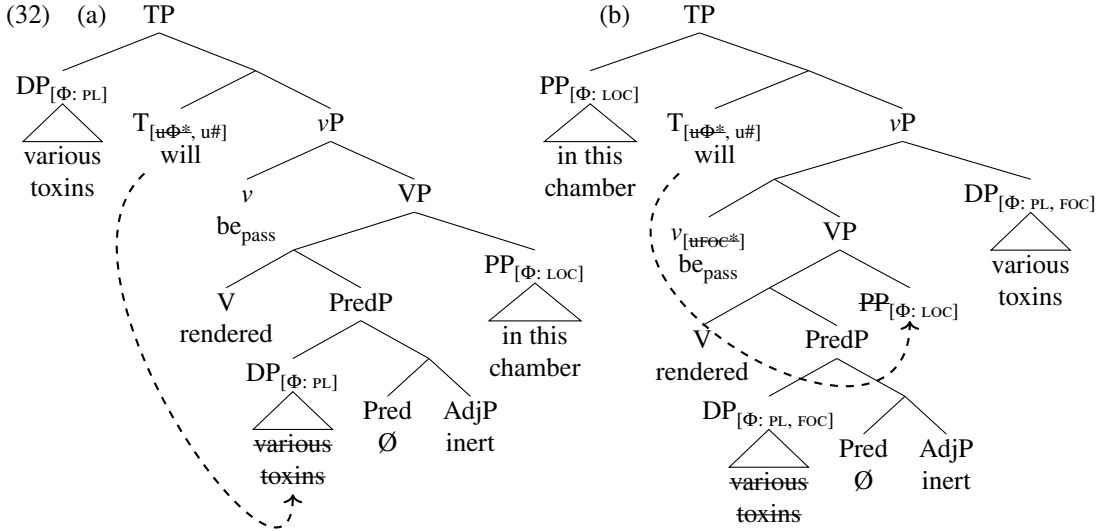 (32) (a) TP (b) TP
DP[Φ: PL] PP[Φ: LOC]
various T[uΦ*, u#] vP in this T[uΦ*, u#] vP
toxins will chamber will
v VP DP[Φ: PL, FOC]
be_pass v[uFOC*] VP various
PP[Φ: LOC] be_pass toxins
V PredP PP[Φ: LOC]
rendered in this V PredP
chamber rendered
DP[Φ: PL]
Pred AdjP DP[Φ: PL, FOC]
various Ø inert Pred AdjP
toxins various Ø inert
toxins